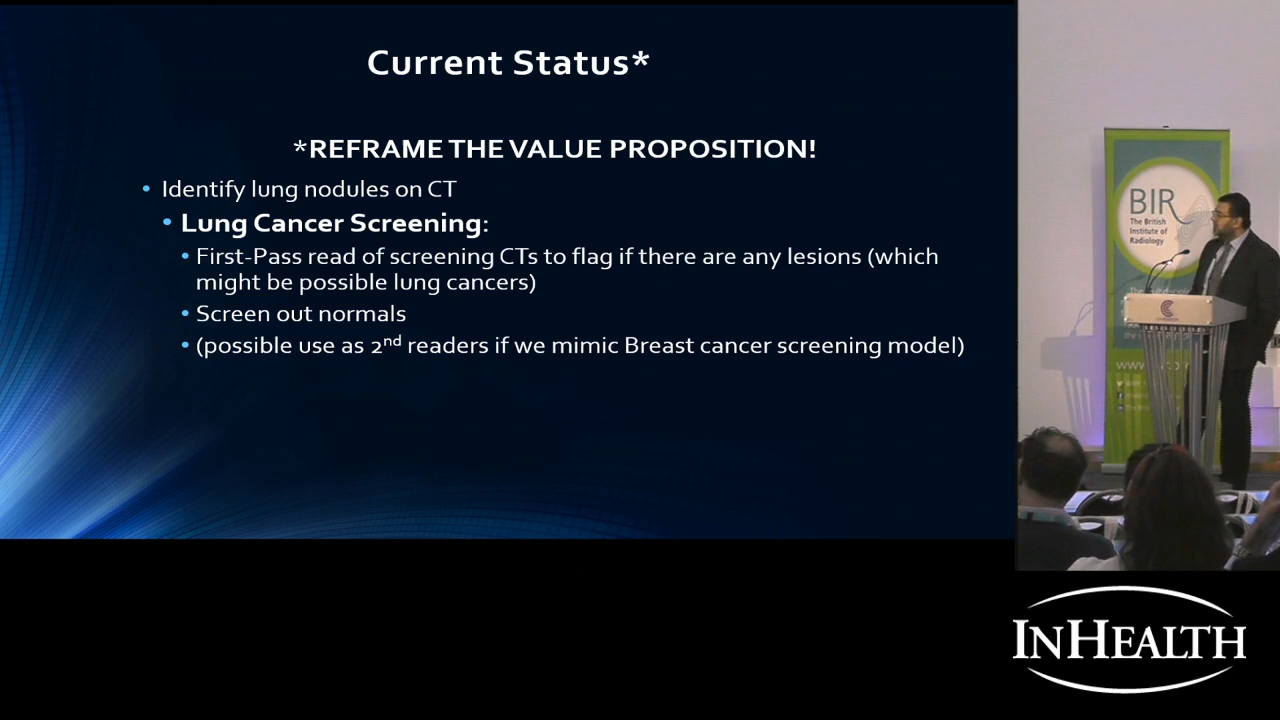 Current Status*
*REFRAME THE VALUE PROPOSITION!
• Identify lung nodules on CT
• Lung Cancer Screening:
• First-Pass read of screening CTs to flag if there are any lesions (which
might be possible lung cancers)
• Screen out normals
• (possible use as 2nd readers if we mimic Breast cancer screening model)
BIR
The British
Institute of
Radiology
INHEALTH